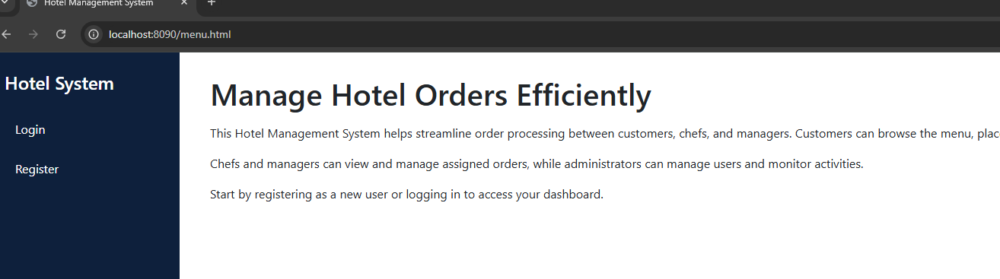 Hotel Management System
localhost:8090/menu.html
Hotel System
Login
Register
Manage Hotel Orders Efficiently
This Hotel Management System helps streamline order processing between customers, chefs, and managers. Customers can browse the menu,
Chefs and managers can view and manage assigned orders, while administrators can manage users and monitor activities.
Start by registering as a new user or logging in to access your dashboard.